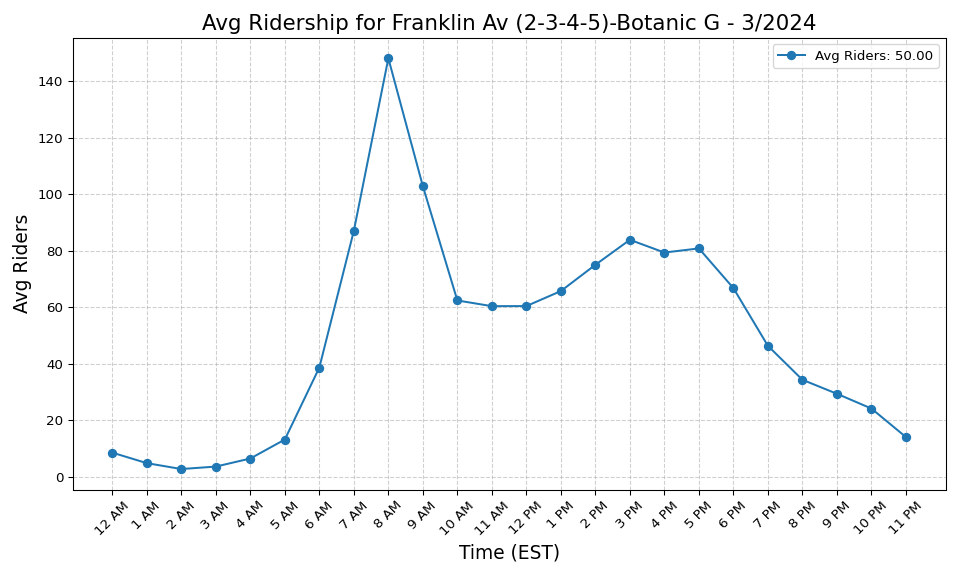 Avg Ridership for Franklin Av (2-3-4-5)-Botanic G - 3/2024
Avg Riders: 50.00
Avg Riders
140
120
100
80
60
40
20
0
12 AM
1 AM
2 AM
3 AM
4 AM
5 AM
6 AM
7 AM
8 AM
9 AM
10 AM
11 AM
12 PM
1 PM
2 PM
3 PM
4 PM
5 PM
6 PM
7 PM
8 PM
9 PM
10 PM
11 PM
Time (EST)